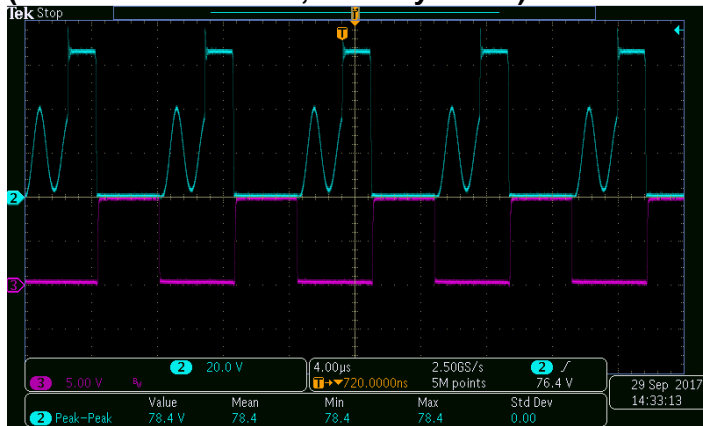 Tek Stop
T
T
2
3
2 20.0 V
3 5.00 V BW
4.00µs 2.50GS/s 2
T→▼720.0000ns 5M points 76.4 V
29 Sep 2017
14:33:13
Value Mean Min Max Std Dev
2 Peak-Peak 78.4 V 78.4 78.4 78.4 0.00